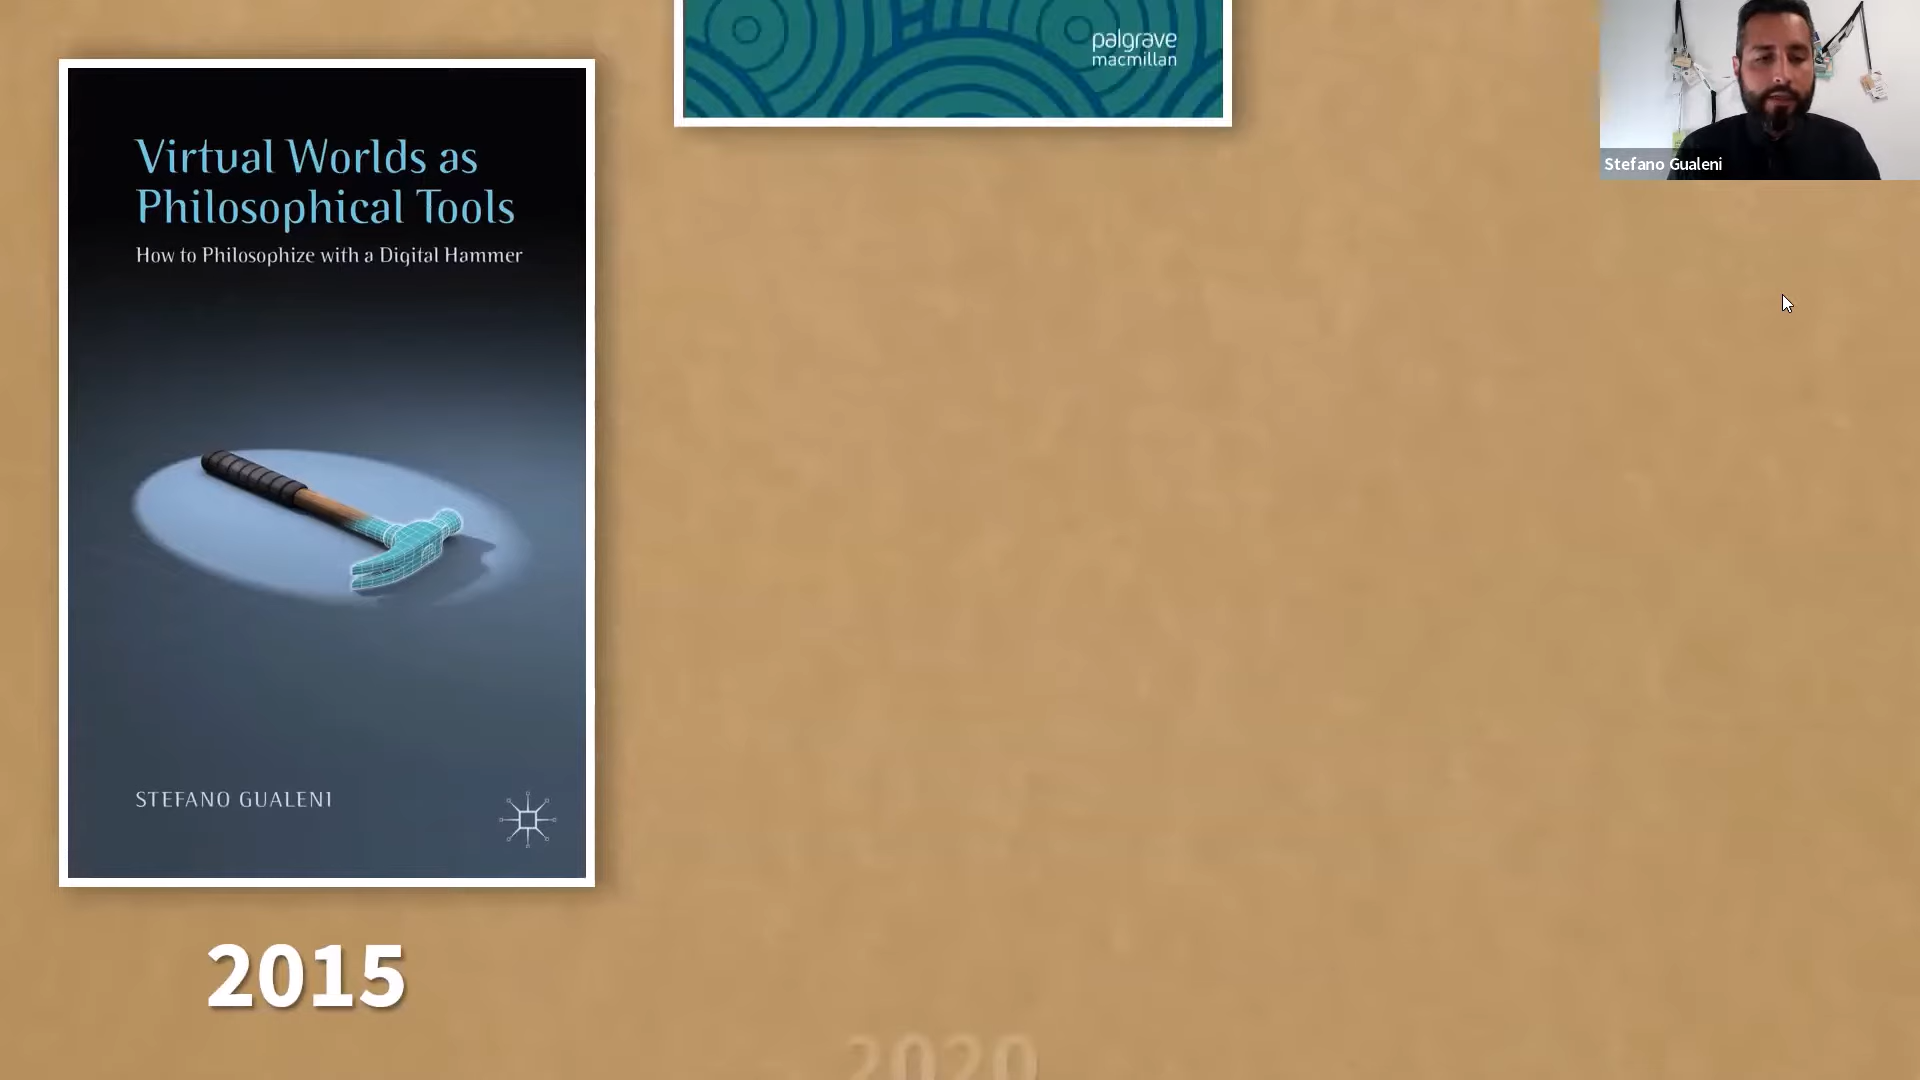 palgrave
macmillan
Stefano Gualeni
Virtual Worlds as
Philosophical Tools
How to Philosophize with a Digital Hammer
STEFANO GUALENI
2015
2020